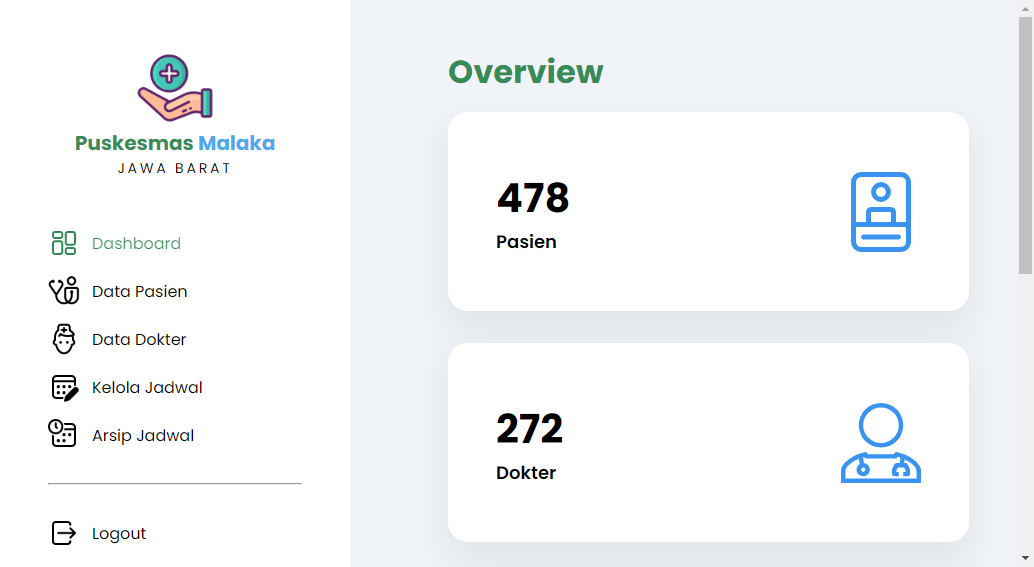 Puskesmas Malaka
JAWA BARAT
Dashboard
Data Pasien
Data Dokter
Kelola Jadwal
Arsip Jadwal
Logout
Overview
478
Pasien
272
Dokter